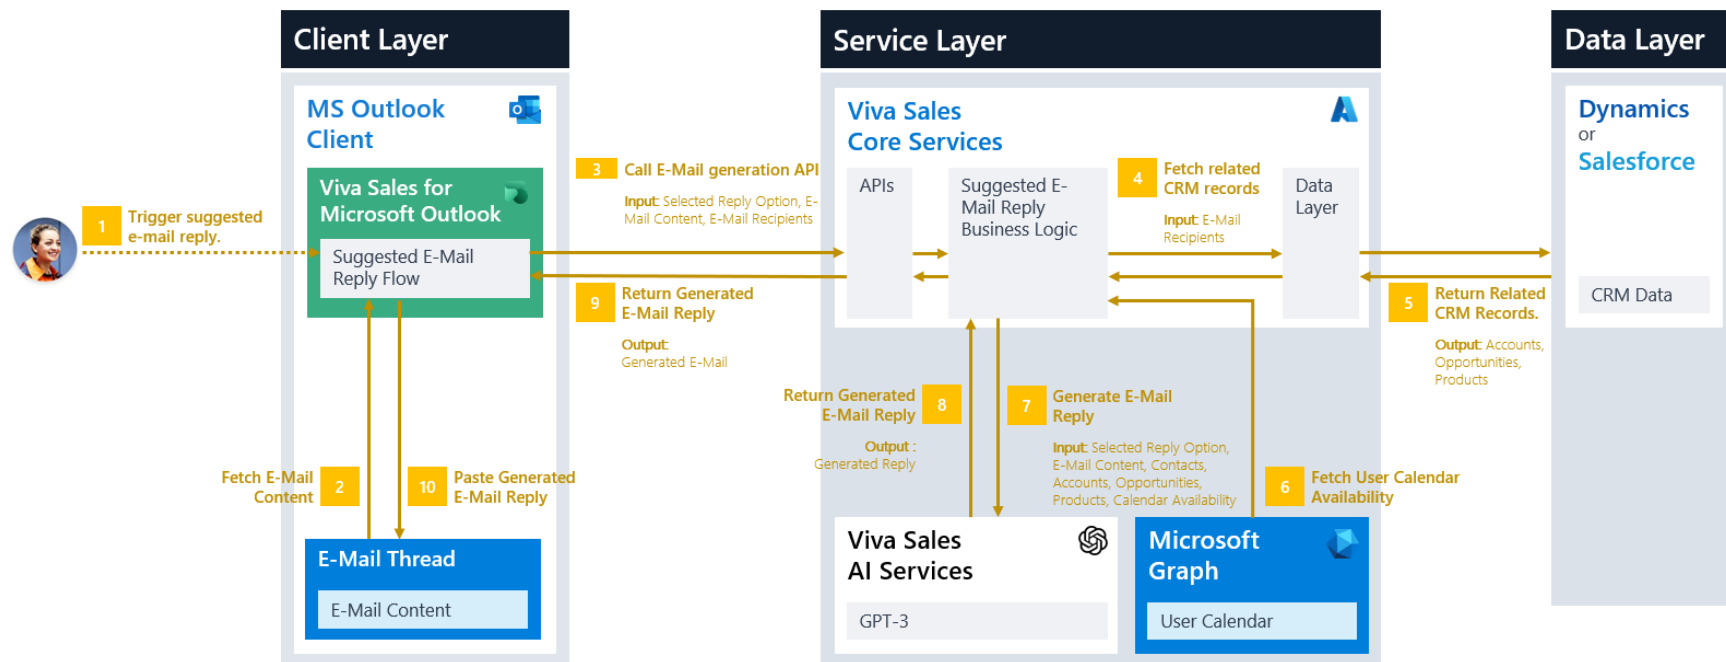 Client Layer
Service Layer
Data Layer
MS Outlook
Client
Viva Sales for
Microsoft Outlook
Suggested E-Mail
Reply Flow
1
Trigger suggested
e-mail reply.
2
Fetch E-Mail
Content
10
Paste Generated
E-Mail Reply
E-Mail Thread
E-Mail Content
3
Call E-Mail generation API
Input: Selected Reply Option, E-
Mail Content, E-Mail Recipients
9
Return Generated
E-Mail Reply
Output:
Generated E-Mail
Viva Sales
Core Services
APIs
Suggested E-
Mail Reply
Business Logic
4
Fetch related
CRM records
Input: E-Mail
Recipients
Data
Layer
Return Generated
E-Mail Reply
8
Output :
Generated Reply
7
Generate E-Mail
Reply
Input: Selected Reply Option,
E-Mail Content, Contacts,
Accounts, Opportunities,
Products, Calendar Availability
6
Fetch User Calendar
Availability
Viva Sales
AI Services
GPT-3
Microsoft
Graph
User Calendar
5
Return Related
CRM Records.
Output: Accounts,
Opportunities,
Products
Dynamics
or
Salesforce
CRM Data